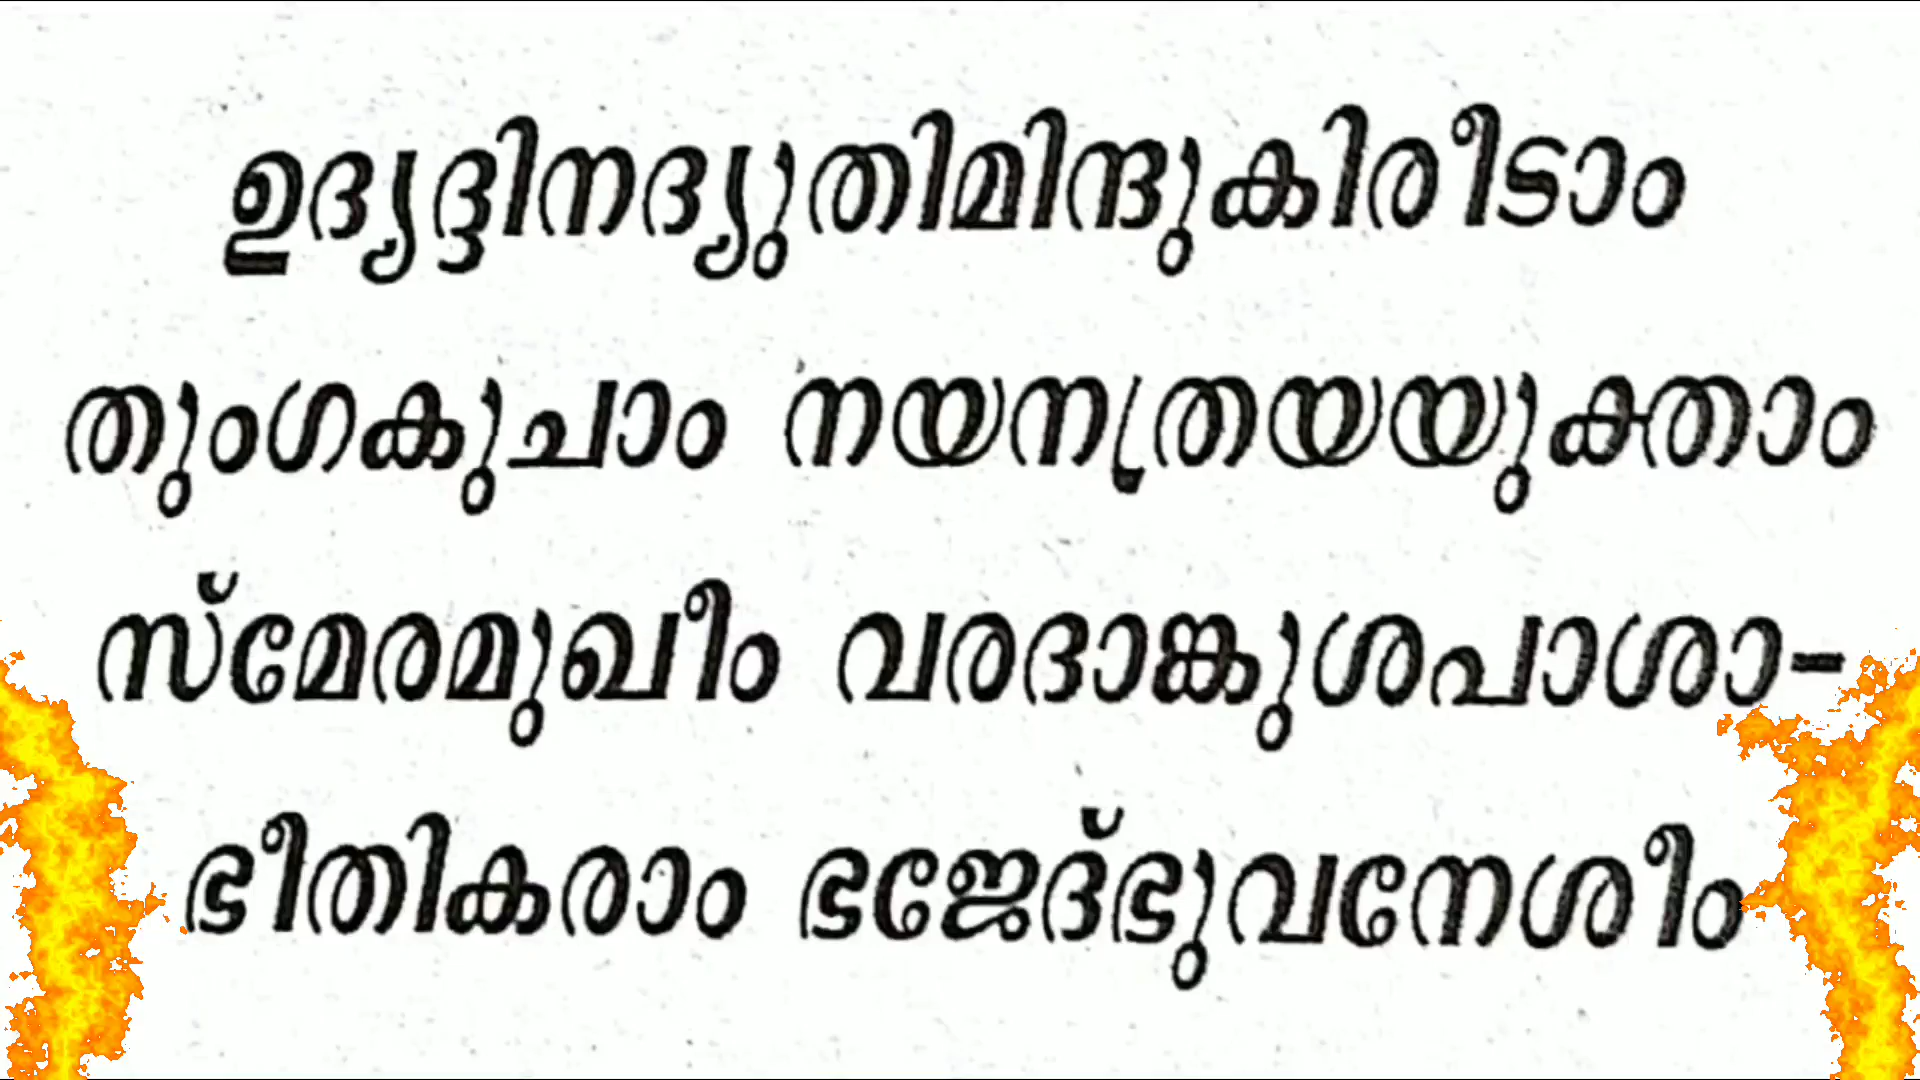 ഉദ്യദ്ദിനദ്യുതിമിന്ദുകിരീടാം
തുംഗകുചാം നയനത്രയയുക്താം
സ്മേരമുഖീം വരദാങ്കുശപാശാ-
ഭീതികരാം ഭജേദ്ഭുവനേശീം